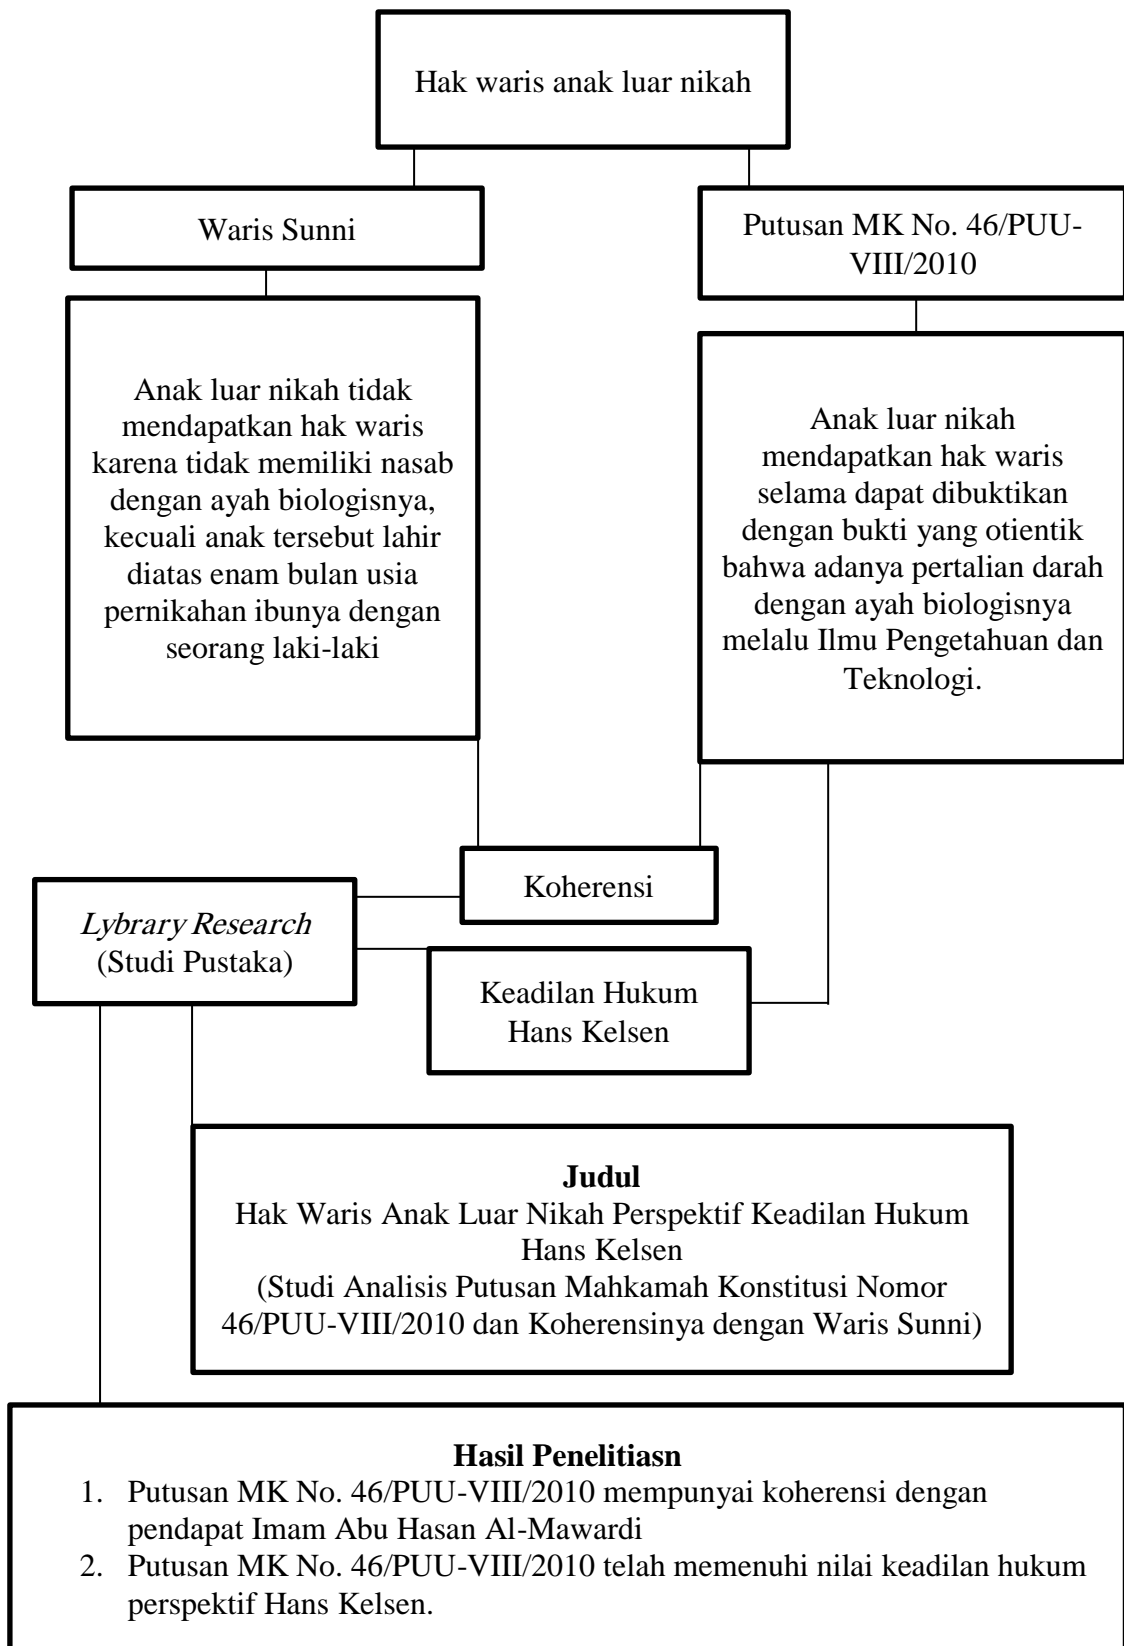 Hak waris anak luar nikah
Waris Sunni
Putusan MK No. 46/PUU-
VIII/2010
Anak luar nikah tidak
mendapatkan hak waris
karena tidak memiliki nasab
dengan ayah biologisnya,
kecuali anak tersebut lahir
diatas enam bulan usia
pernikahan ibunya dengan
seorang laki-laki
Anak luar nikah
mendapatkan hak waris
selama dapat dibuktikan
dengan bukti yang otientik
bahwa adanya pertalian darah
dengan ayah biologisnya
melalu Ilmu Pengetahuan dan
Teknologi.
Koherensi
Lybrary Research
(Studi Pustaka)
Keadilan Hukum
Hans Kelsen
Judul
Hak Waris Anak Luar Nikah Perspektif Keadilan Hukum
Hans Kelsen
(Studi Analisis Putusan Mahkamah Konstitusi Nomor
46/PUU-VIII/2010 dan Koherensinya dengan Waris Sunni)
Hasil Penelitiasn
1. Putusan MK No. 46/PUU-VIII/2010 mempunyai koherensi dengan
pendapat Imam Abu Hasan Al-Mawardi
2. Putusan MK No. 46/PUU-VIII/2010 telah memenuhi nilai keadilan hukum
perspektif Hans Kelsen.